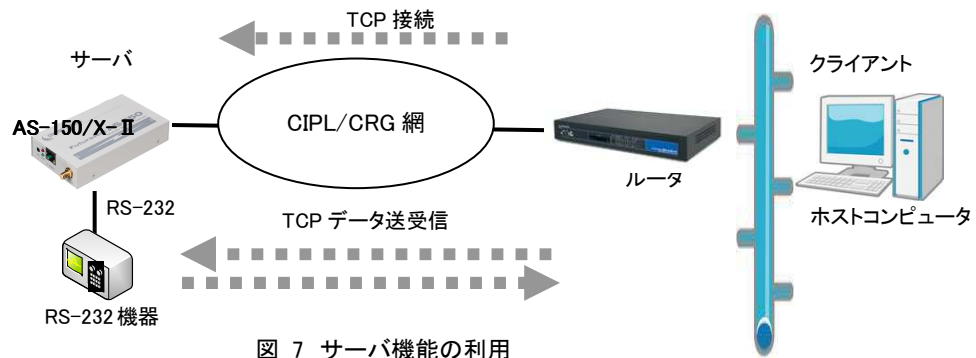 TCP 接続
サーバ
クライアント
AS-150/X-Ⅱ
CIPL/CRG 網
ルータ
ホストコンピュータ
RS-232
TCP データ送受信
RS-232 機器
図 7 サーバ機能の利用